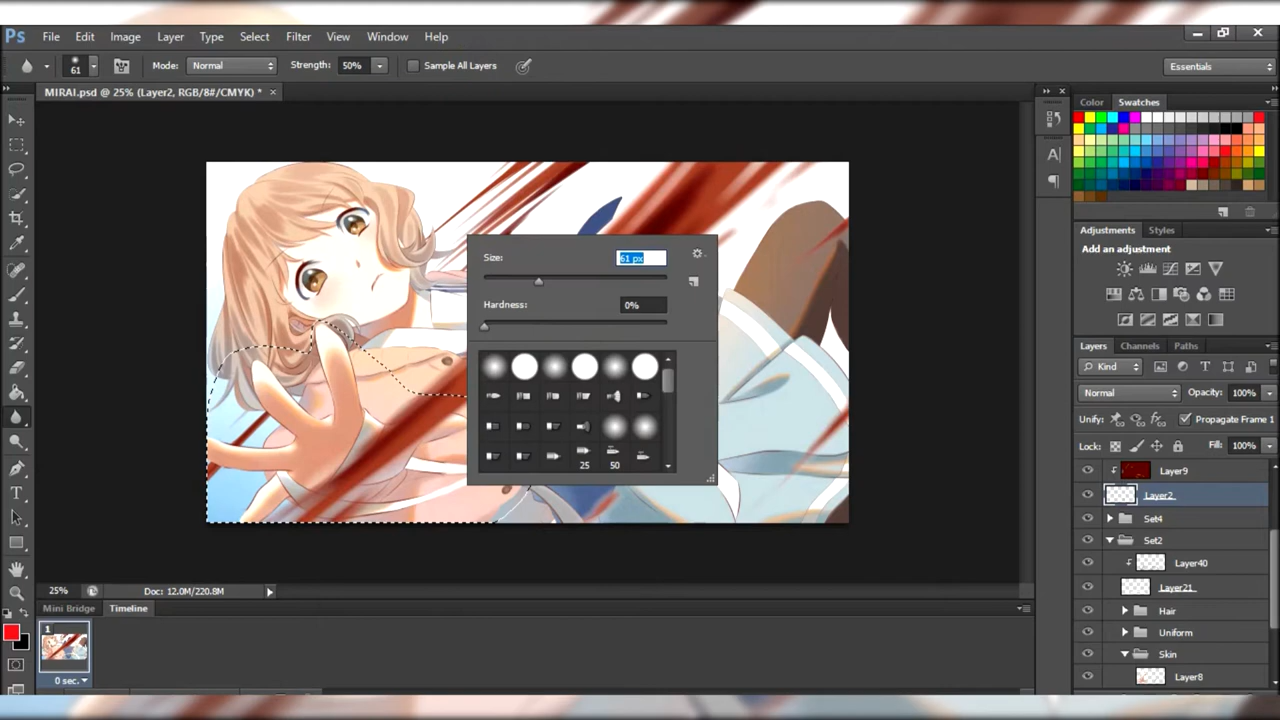 Ps File Edit Image Layer Type Select Filter View Window Help
61 Mode: Normal Strength: 50% Sample All Layers Essentials
MIRAI.psd @ 25% (Layer2, RGB/8#/CMYK) * ×
Color Swatches
Size: 61 px
Hardness: 0%
25 50
Adjustments Styles
Add an adjustment
Layers Channels Paths
Kind
Normal Opacity: 100%
Unify: Propagate Frame 1
Lock: Fill: 100%
Layer9
Layer2
Set4
Set2
Layer40
Layer21
Hair
Uniform
Skin
Layer8
25% Doc: 12.0M/220.8M
Mini Bridge Timeline
1
0 sec.